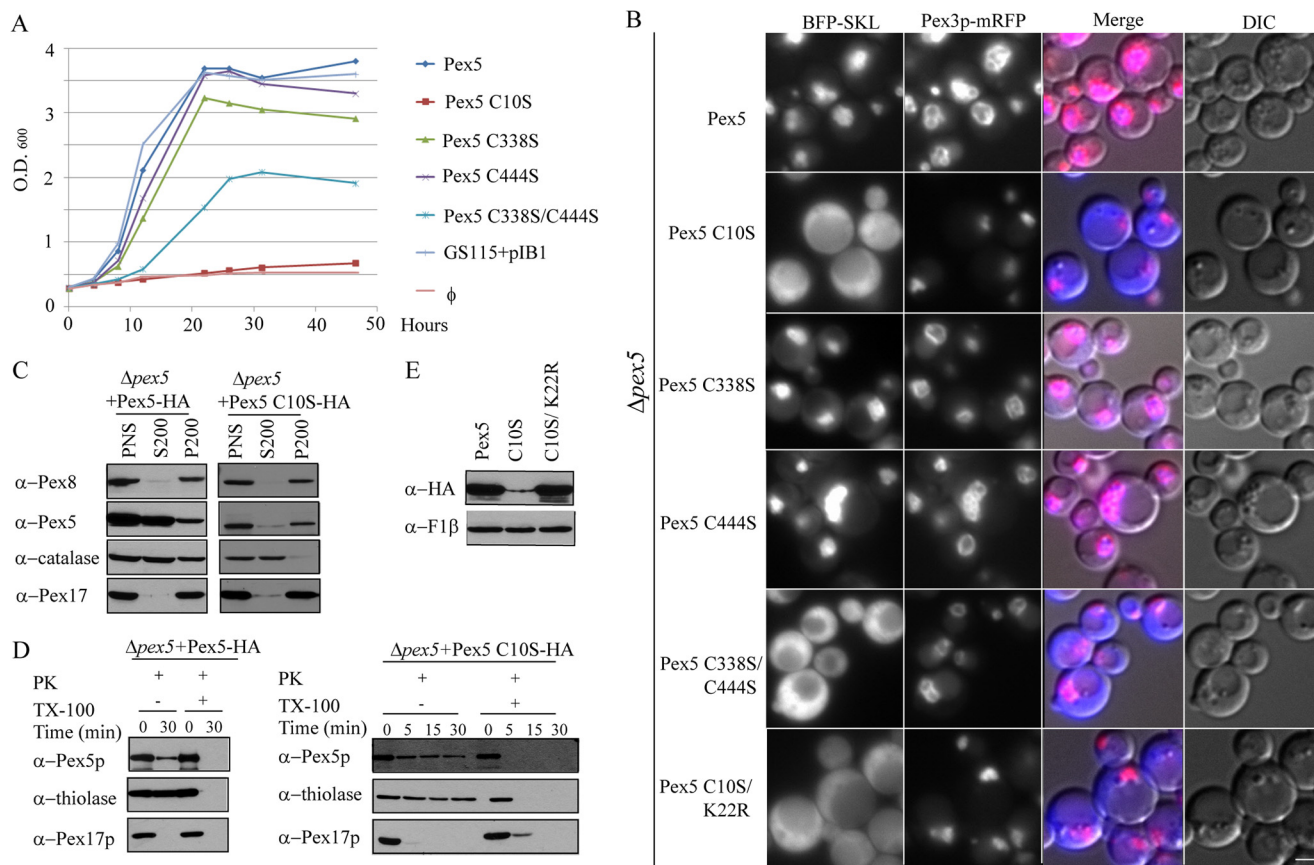 A
4
3
2
1
0
O.D. 600
0
10
20
30
40
50
Hours
Pex5
Pex5 C10S
Pex5 C338S
Pex5 C444S
Pex5 C338S/C444S
GS115+pIB1
ϕ
B
BFP-SKL
Pex3p-mRFP
Merge
DIC
Δpex5
Pex5
Pex5 C10S
Pex5 C338S
Pex5 C444S
Pex5 C338S/
C444S
Pex5 C10S/
K22R
C
Δpex5
+Pex5-HA
Δpex5
+Pex5 C10S-HA
PNS
S200
P200
PNS
S200
P200
α−Pex8
α−Pex5
α−catalase
α−Pex17
E
Pex5
C10S
C10S/ K22R
α−HA
α−F1β
D
Δpex5+Pex5-HA
PK + +
TX-100 - +
Time (min) 0 30 0 30
α−Pex5p
α−thiolase
α−Pex17p
Δpex5+Pex5 C10S-HA
PK + +
TX-100 - +
Time (min) 0 5 15 30 0 5 15 30
α−Pex5p
α−thiolase
α−Pex17p